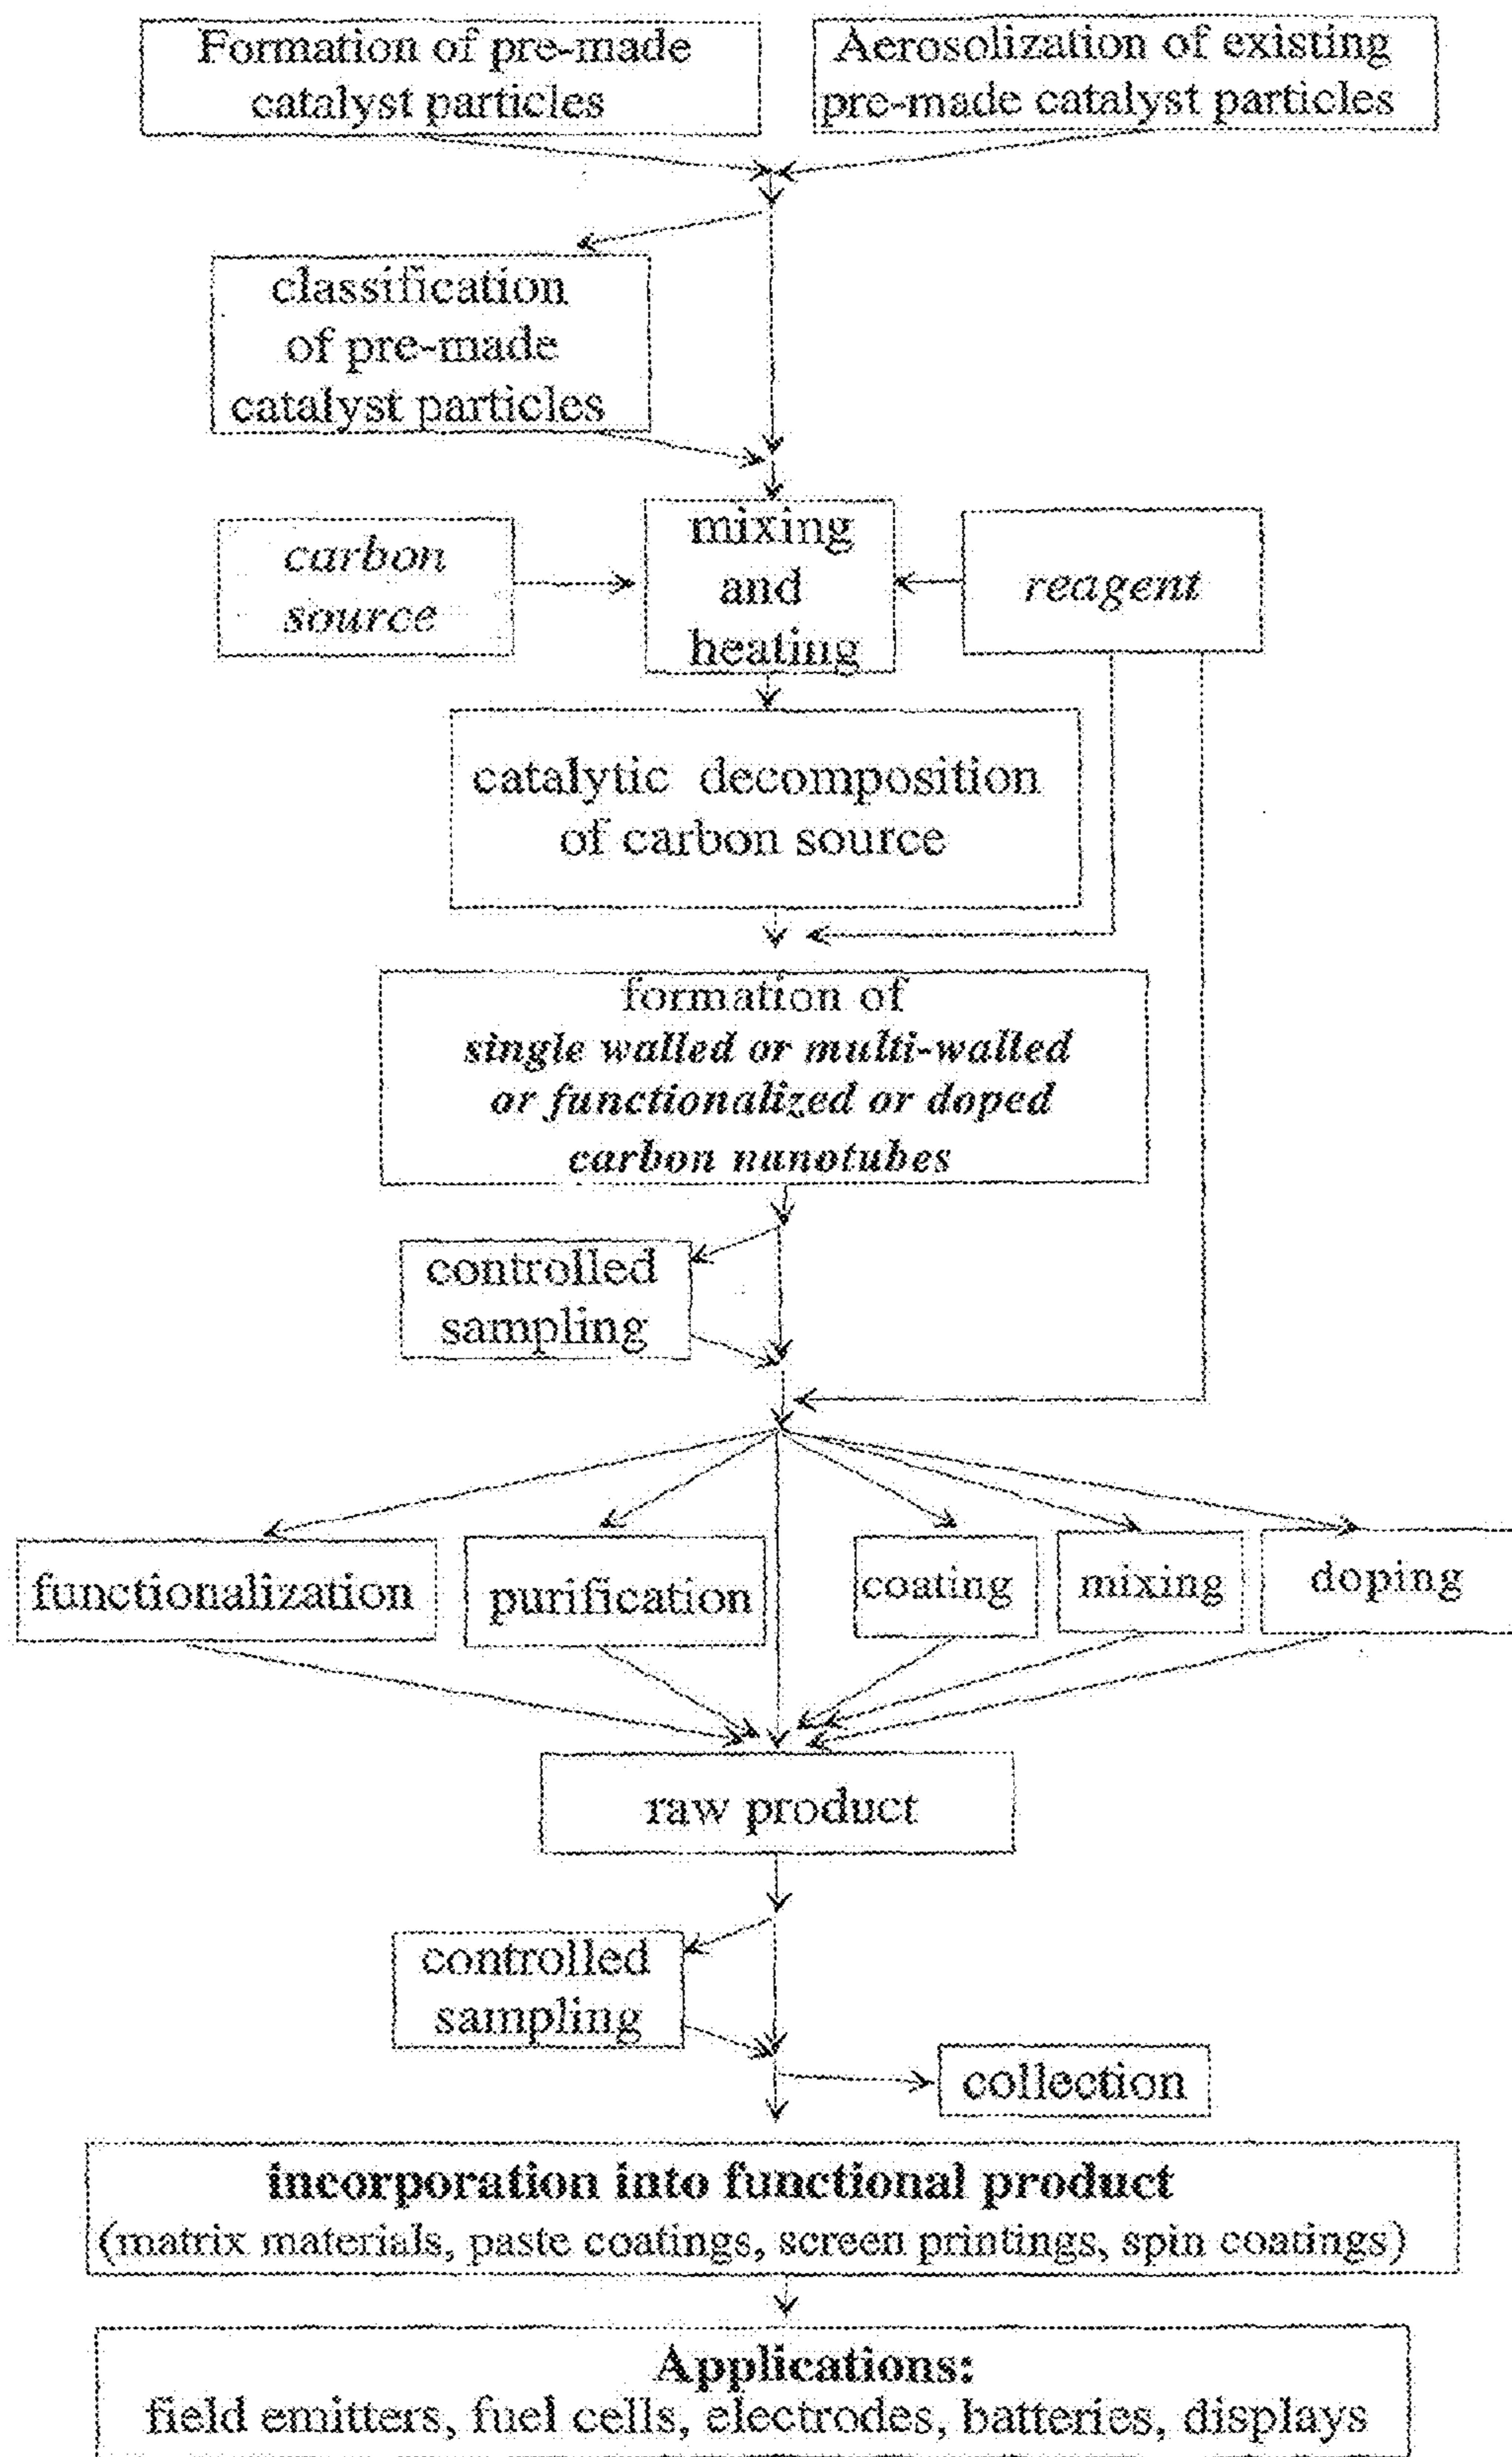 Formation of pre-made
catalyst particles
Aerosolization of existing
pre-made catalyst particles
classification
of pre-made
catalyst particles
carbon
source
mixing
and
heating
reagent
catalytic decomposition
of carbon source
formation of
single walled or multi-walled
or functionalized or doped
carbon nanotubes
controlled
sampling
functionalization
purification
coating
mixing
doping
raw product
controlled
sampling
collection
incorporation into functional product
(matrix materials, paste coatings, screen printings, spin coatings)
Applications:
field emitters, fuel cells, electrodes, batteries, displays